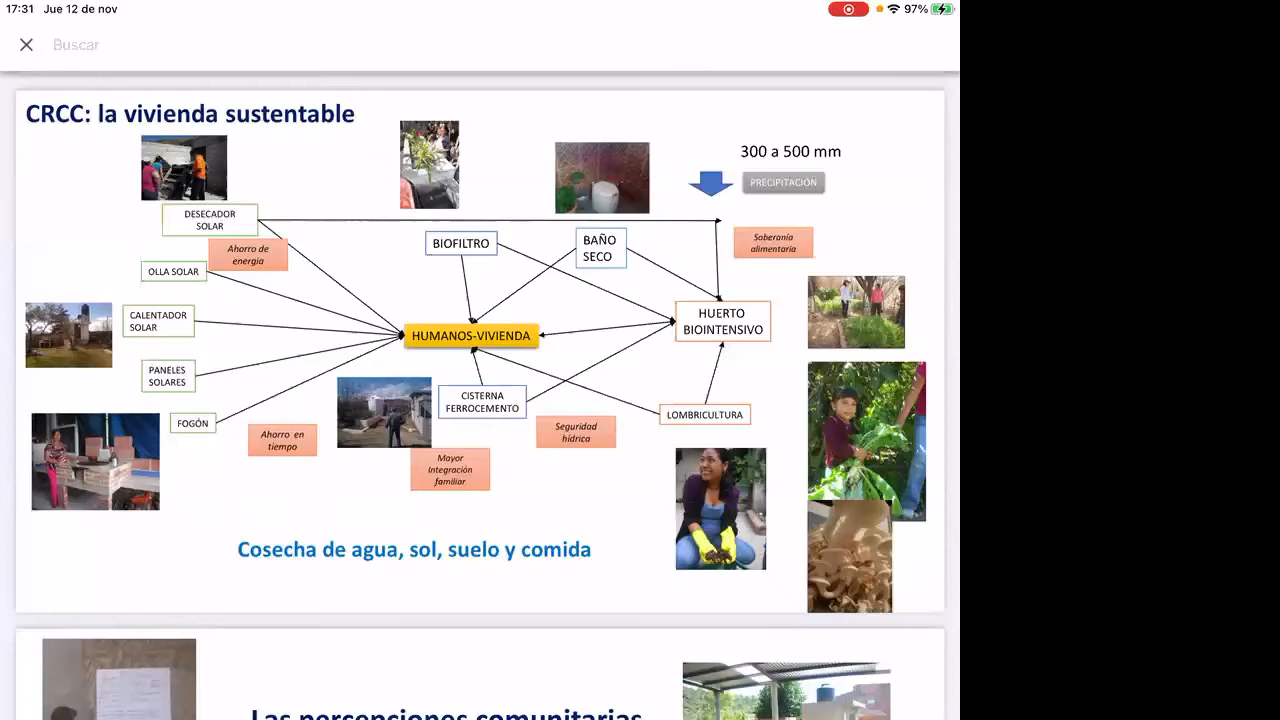 17:31 Jue 12 de nov
97%
Buscar
CRCC: la vivienda sustentable
300 a 500 mm
PRECIPITACIÓN
DESECADOR
SOLAR
Ahorro de
energia
BIOFILTRO
BAÑO
SECO
Soberanía
alimentaria
OLLA SOLAR
CALENTADOR
SOLAR
HUMANOS-VIVIENDA
HUERTO
BIOINTENSIVO
PANELES
SOLARES
CISTERNA
FERROCEMENTO
LOMBRICULTURA
FOGÓN
Ahorro en
tiempo
Seguridad
hídrica
Mayor
Integración
familiar
Cosecha de agua, sol, suelo y comida
Las percepciones comunitarias